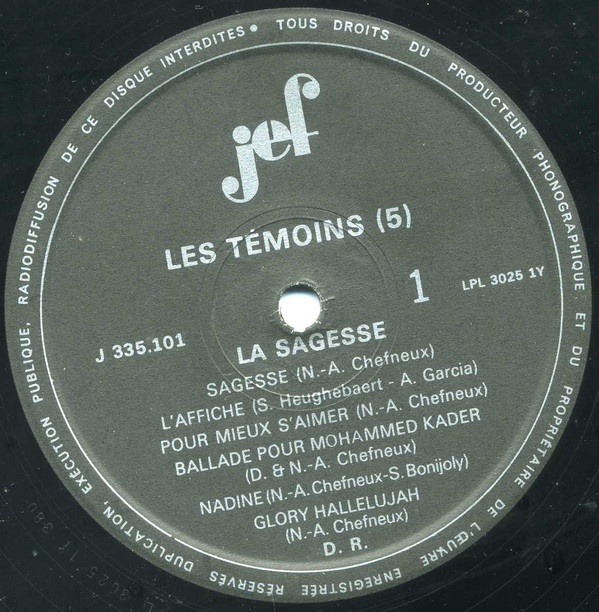 TOUS DROITS DU PRODUCTEUR PHONOGRAPHIQUE ET DU PROPRIÉTAIRE DE L'ŒUVRE ENREGISTRÉE RÉSERVÉS DUPLICATION, EXÉCUTION PUBLIQUE, RADIODIFFUSION DE CE DISQUE INTERDITES •
jef
LES TÉMOINS (5)
1
LPL 3025 1Y
J 335.101
LA SAGESSE
SAGESSE (N.-A. Chefneux)
L'AFFICHE (S. Heughebaert - A. Garcia)
POUR MIEUX S'AIMER (N.-A. Chefneux)
BALLADE POUR MOHAMMED KADER
(D. & N.-A. Chefneux)
NADINE (N.-A. Chefneux-S. Bonijoly)
GLORY HALLELUJAH
(N.-A. Chefneux)
D. R.